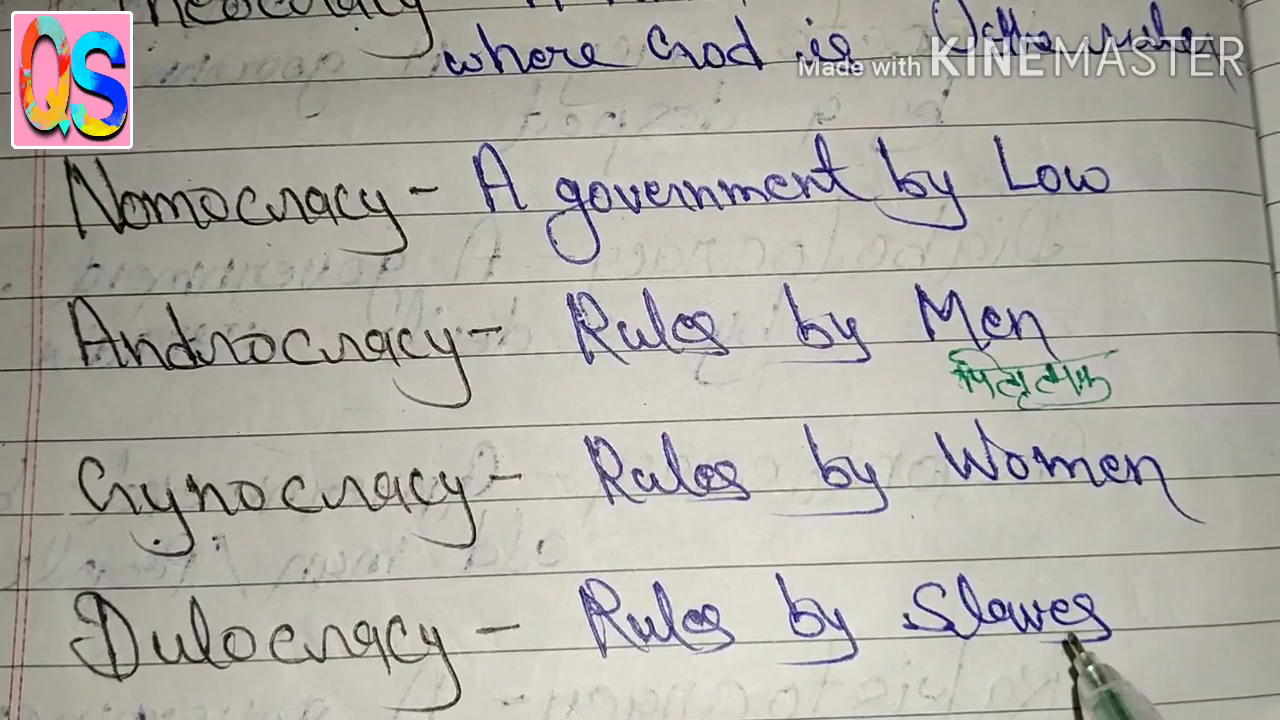 QS
where God is
Made with KINEMASTER
Nomocracy - A government by Low
Androcracy - Rules by Men
Gynocracy - Rules by Women
Dulocracy - Rules by Slaves